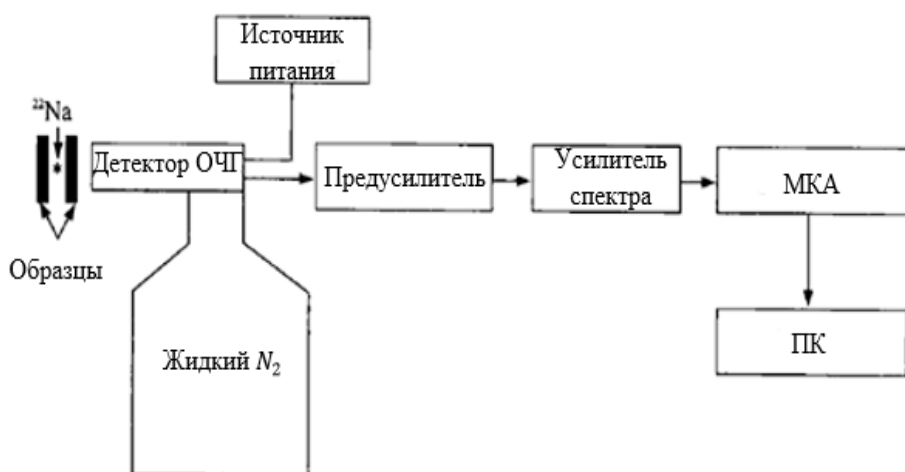 Источник
питания
²²Na
Детектор ОЧГ
Предусилитель
Усилитель
спектра
МКА
Образцы
Жидкий N₂
ПК